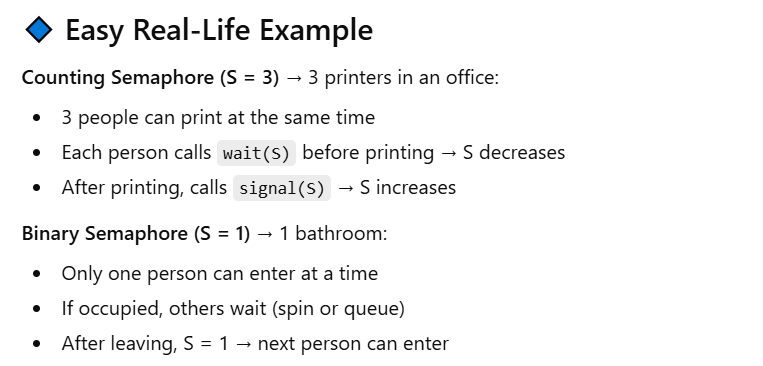 Easy Real-Life Example
Counting Semaphore (S = 3) → 3 printers in an office:
• 3 people can print at the same time
• Each person calls wait(S) before printing → S decreases
• After printing, calls signal(S) → S increases
Binary Semaphore (S = 1) → 1 bathroom:
• Only one person can enter at a time
• If occupied, others wait (spin or queue)
• After leaving, S = 1 → next person can enter